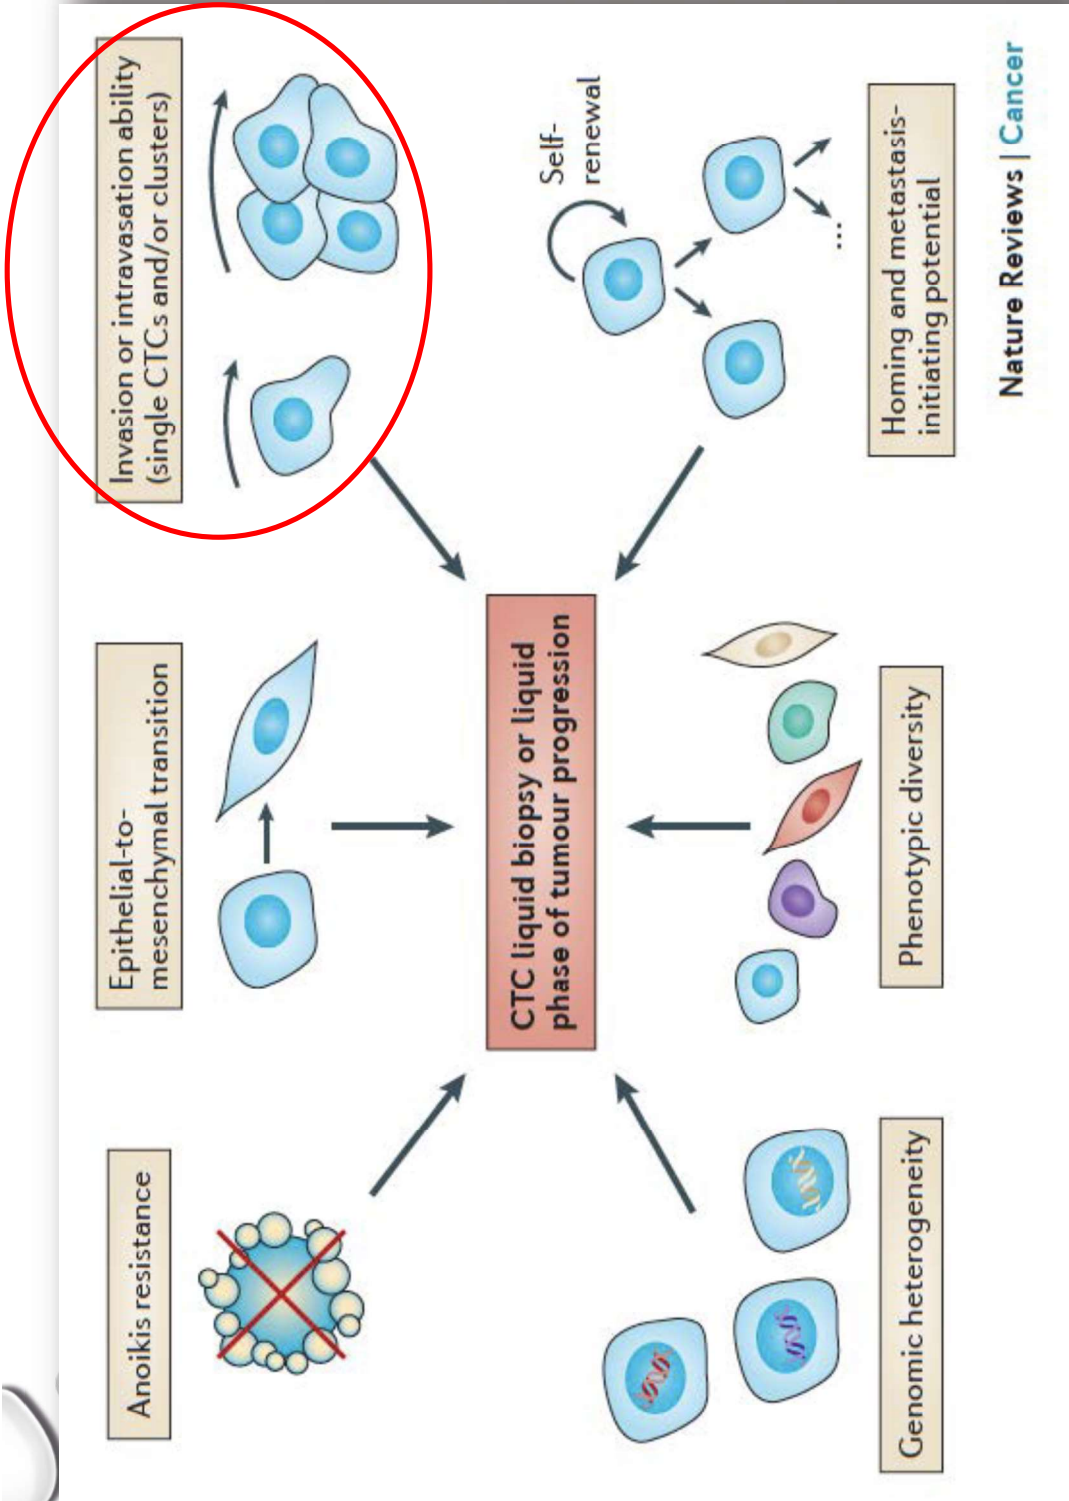 Anoikis resistance
Epithelial-to-
mesenchymal transition
Invasion or intravasation ability
(single CTCs and/or clusters)
CTC liquid biopsy or liquid
phase of tumour progression
Self-
renewal
Genomic heterogeneity
Phenotypic diversity
Homing and metastasis-
initiating potential
Nature Reviews | Cancer